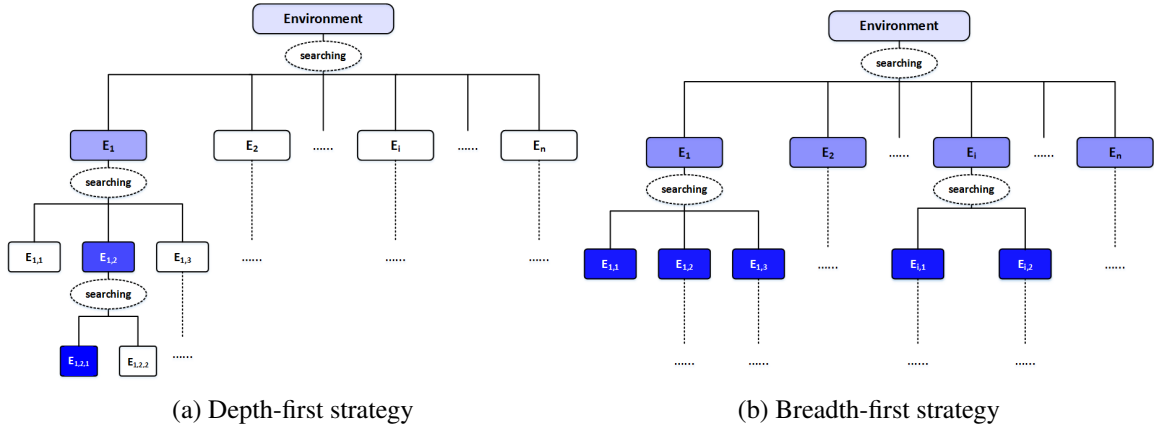 Environment
searching
E1 E2 ...... Ei ...... En
searching
E1,1 E1,2 E1,3 ...... ...... ......
searching
E1,2,1 E1,2,2 ......
(a) Depth-first strategy
Environment
searching
E1 E2 ...... Ei ...... En
searching searching
E1,1 E1,2 E1,3 ...... Ei,1 Ei,2 ......
...... ...... ...... ...... ......
(b) Breadth-first strategy